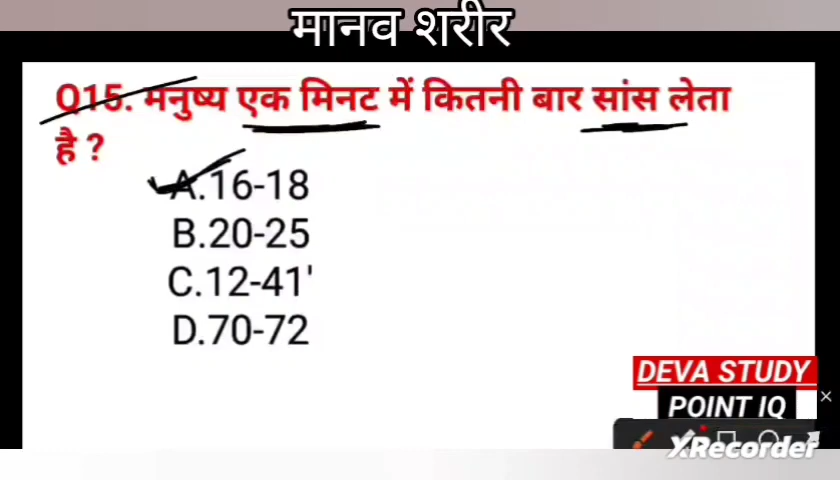 मानव शरीर
Q15. मनुष्य एक मिनट में कितनी बार सांस लेता
है ?
A.16-18
B.20-25
C.12-41'
D.70-72
DEVA STUDY
POINT IQ
XRecorder